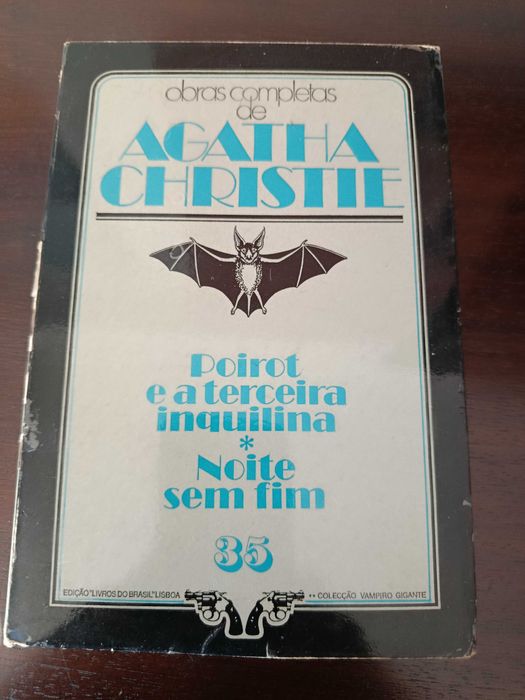 obras completas
de
AGATHA
CHRISTIE
Poirot
e a terceira
inquilina
*
Noite
sem fim
35
EDIÇÃO "LIVROS DO BRASIL" LISBOA ** COLECÇÃO VAMPIRO GIGANTE